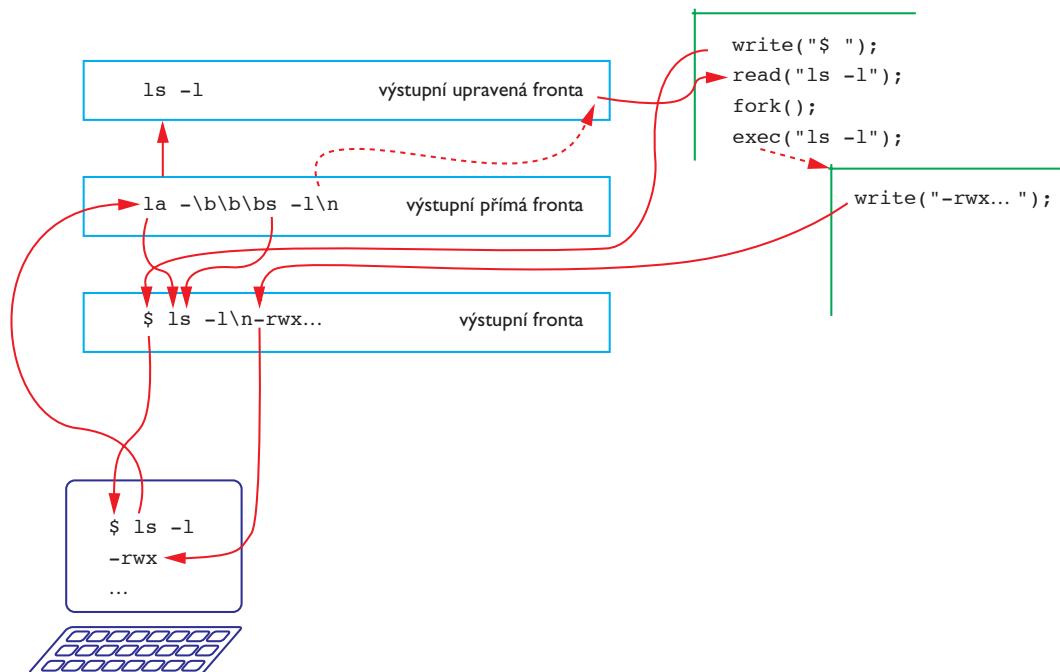 write("$ ");
read("ls -l");
fork();
exec("ls -l");
write("-rwx… ");
ls -l výstupní upravená fronta
la -\b\b\bs -l\n výstupní přímá fronta
$ ls -l\n-rwx… výstupní fronta
$ ls -l
-rwx
…